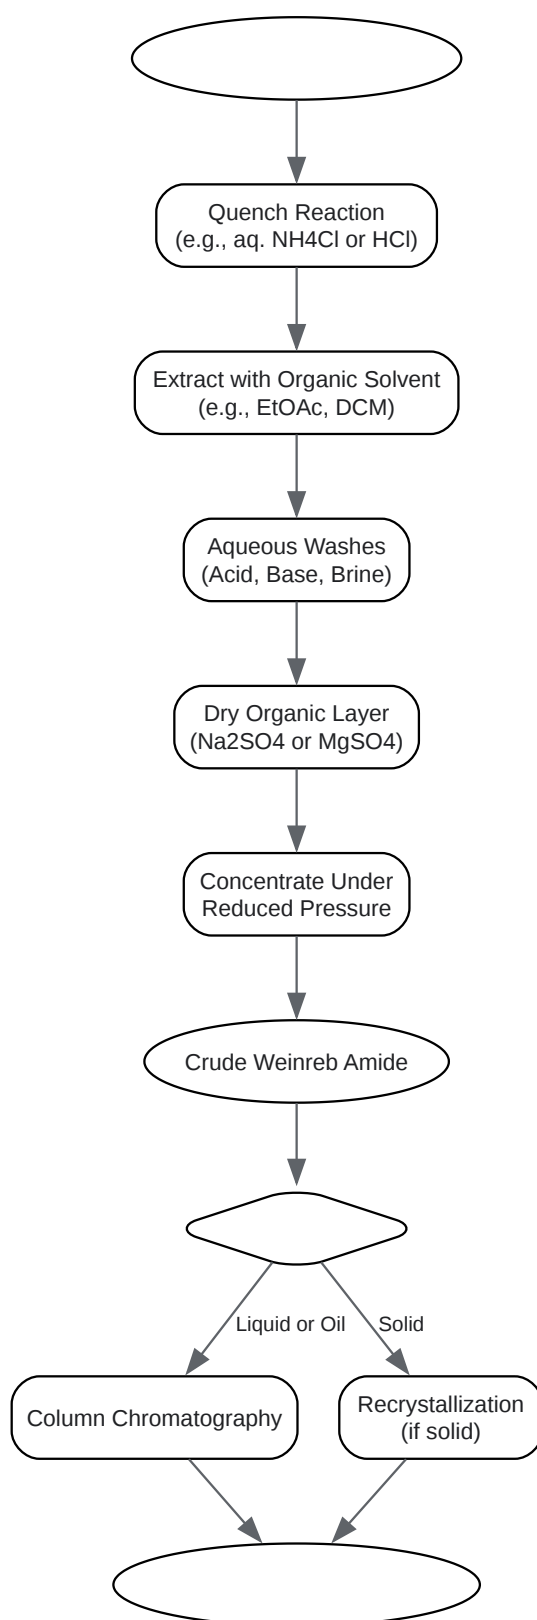 Quench Reaction
(e.g., aq. NH4Cl or HCl)
Extract with Organic Solvent
(e.g., EtOAc, DCM)
Aqueous Washes
(Acid, Base, Brine)
Dry Organic Layer
(Na2SO4 or MgSO4)
Concentrate Under
Reduced Pressure
Crude Weinreb Amide
Liquid or Oil
Solid
Column Chromatography
Recrystallization
(if solid)